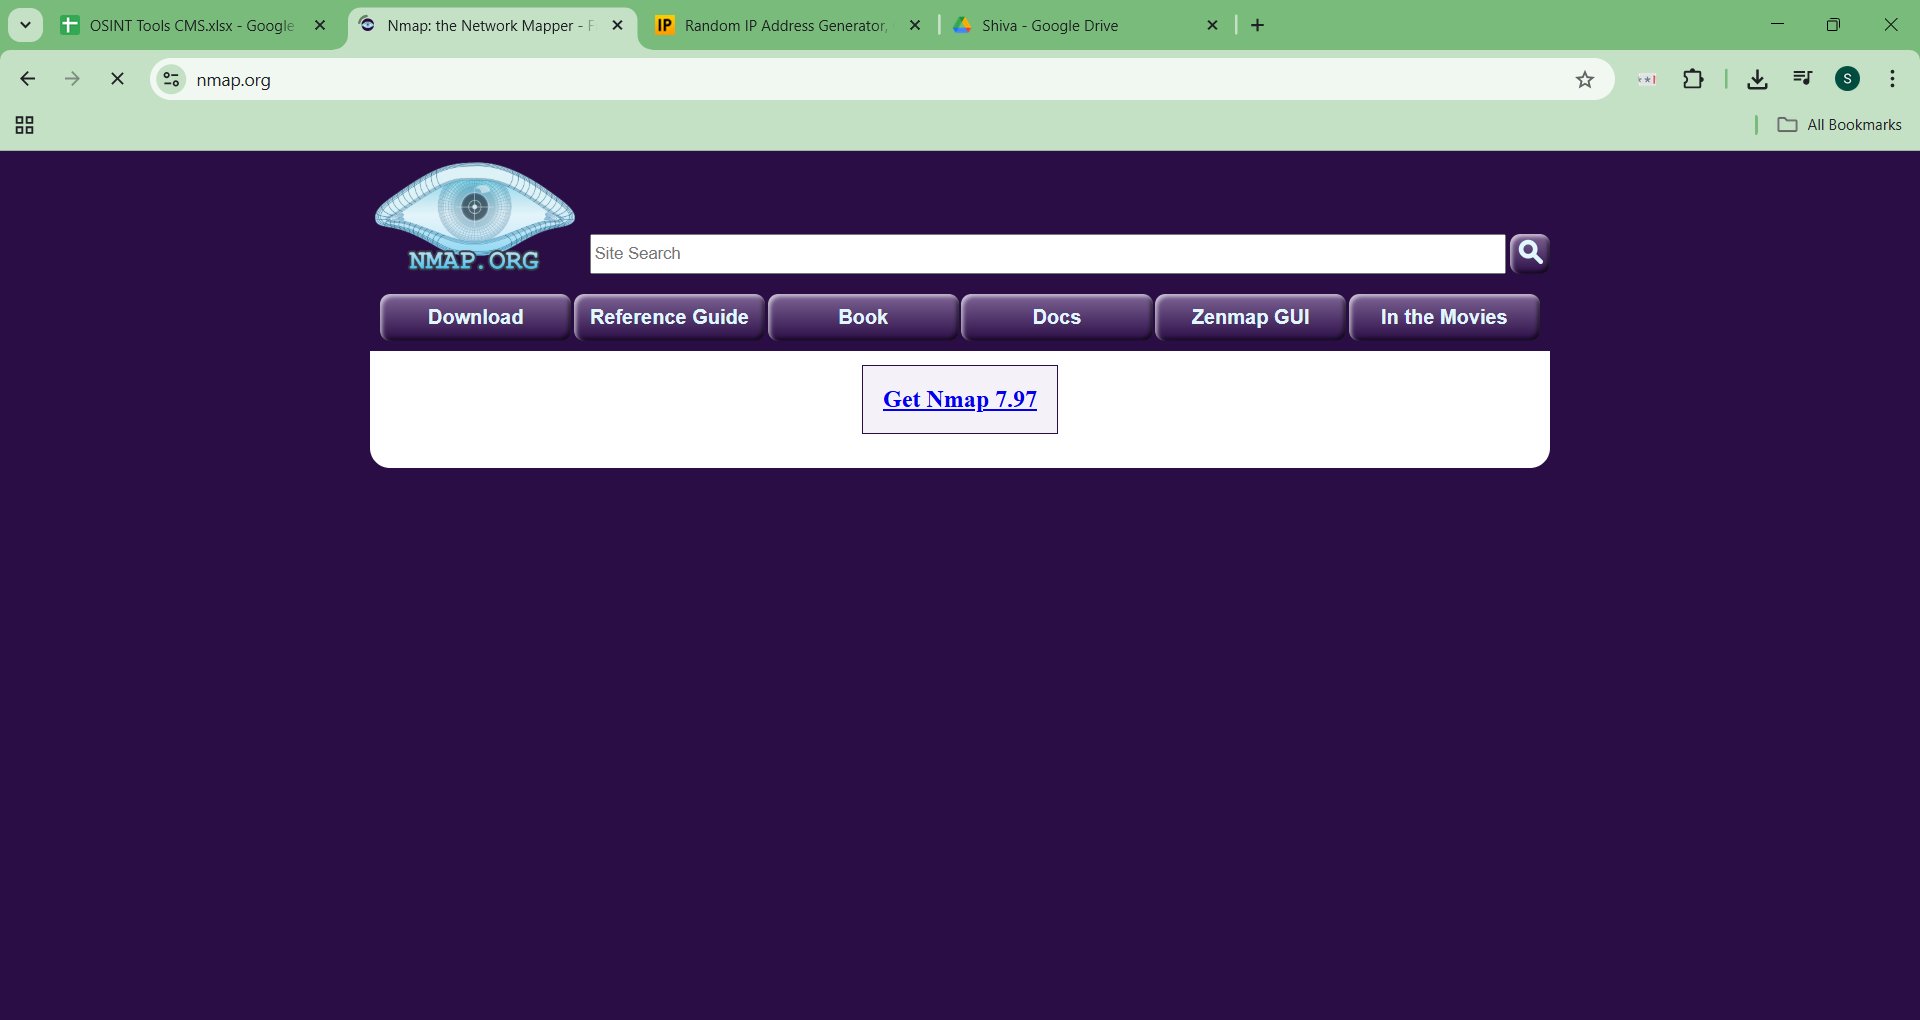 OSINT Tools CMS.xlsx - Google
Nmap: the Network Mapper - F
IP Random IP Address Generator,
Shiva - Google Drive
nmap.org
S
All Bookmarks
NMAP.ORG
Site Search
Download
Reference Guide
Book
Docs
Zenmap GUI
In the Movies
Get Nmap 7.97